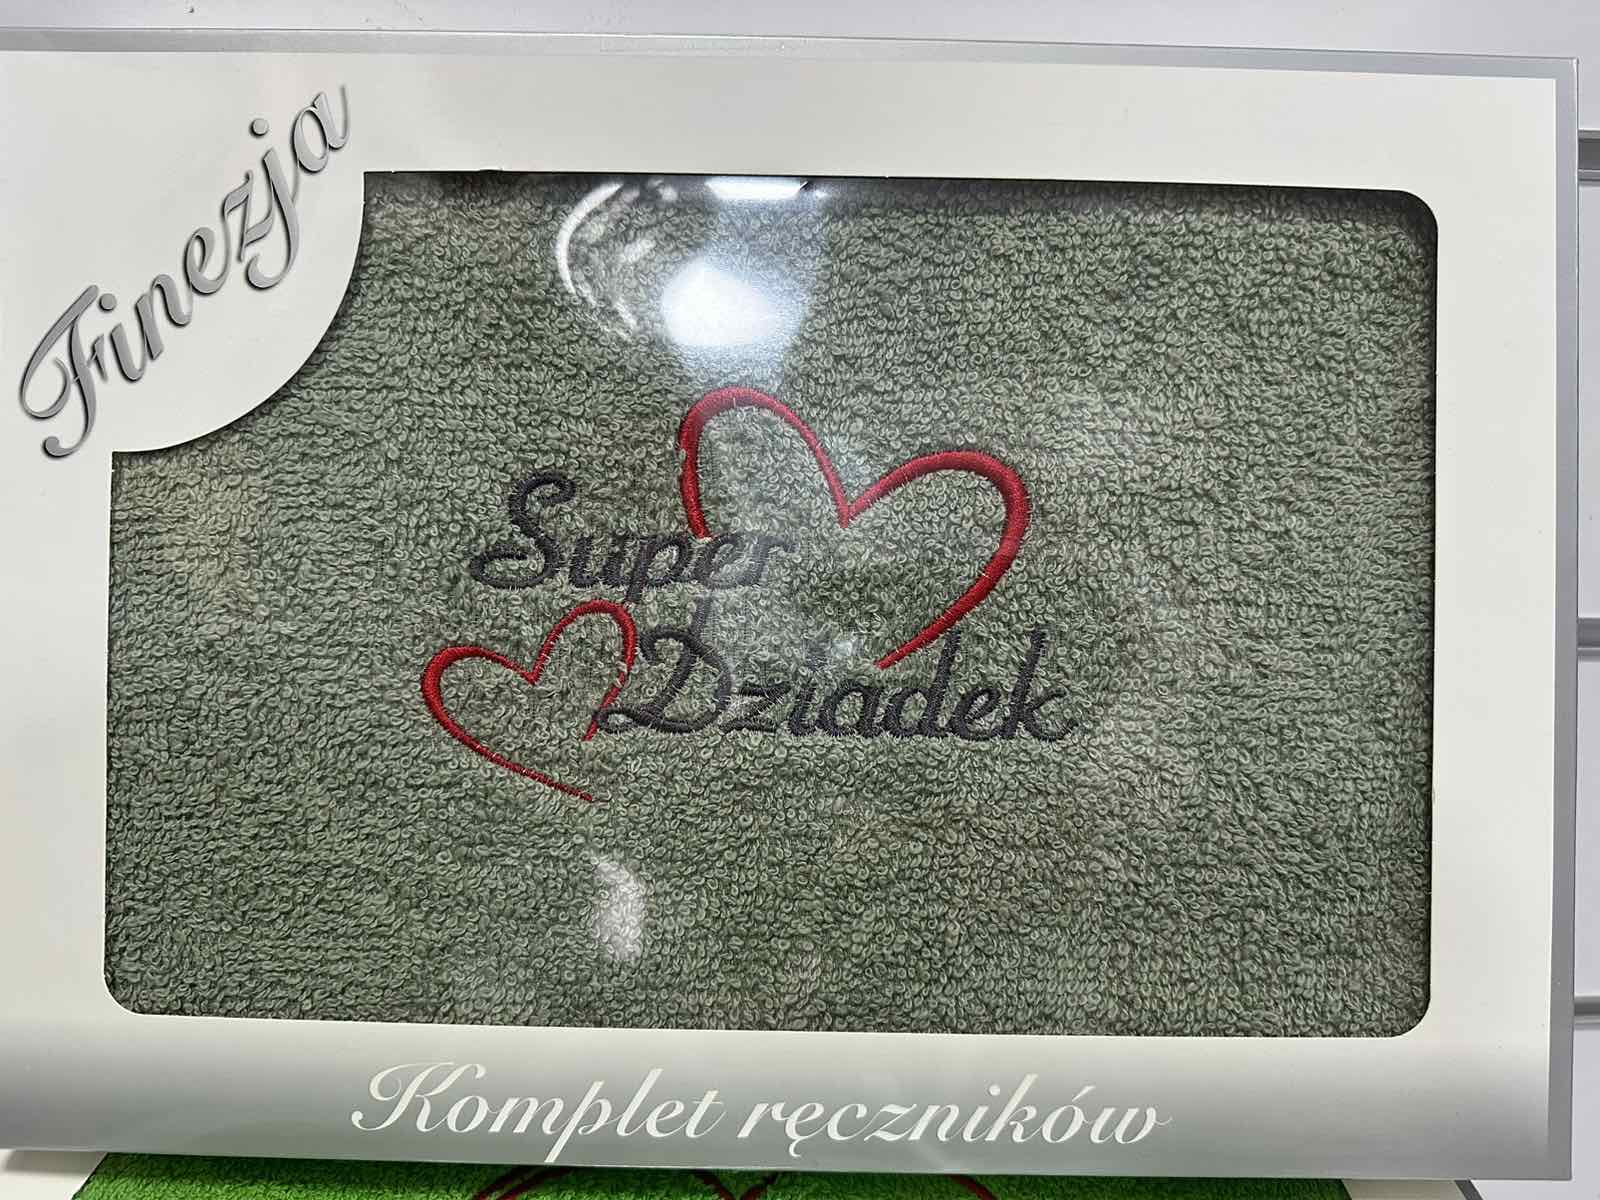 Finezja
Super
Dziadek
Komplet ręczników